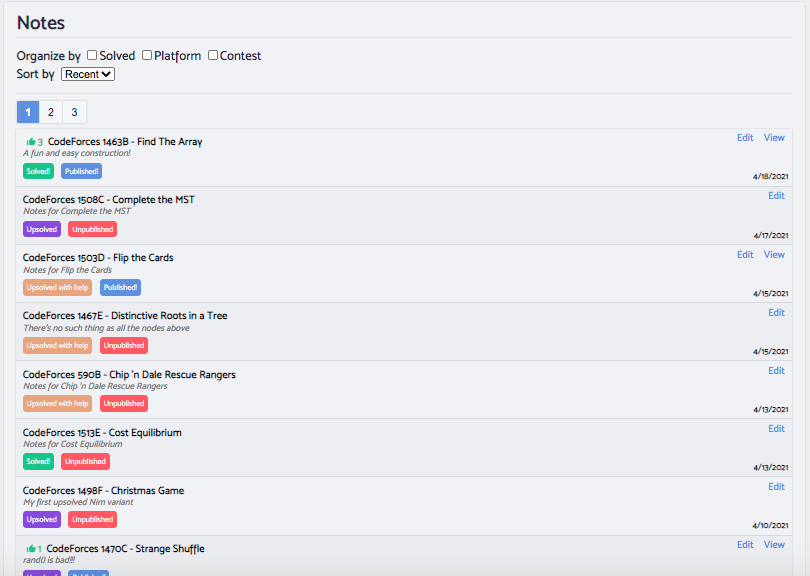 Notes
Organize by Solved Platform Contest
Sort by Recent
1 2 3
3 CodeForces 1463B - Find The Array Edit View
A fun and easy construction!
Solved! Published!
4/18/2021
CodeForces 1508C - Complete the MST Edit
Notes for Complete the MST
Upsolved Unpublished
4/17/2021
CodeForces 1503D - Flip the Cards Edit View
Notes for Flip the Cards
Upsolved with help Published!
4/15/2021
CodeForces 1467E - Distinctive Roots in a Tree Edit
There's no such thing as all the nodes above
Upsolved with help Unpublished
4/15/2021
CodeForces 590B - Chip 'n Dale Rescue Rangers Edit
Notes for Chip 'n Dale Rescue Rangers
Upsolved with help Unpublished
4/13/2021
CodeForces 1513E - Cost Equilibrium Edit
Notes for Cost Equilibrium
Solved! Unpublished
4/13/2021
CodeForces 1498F - Christmas Game Edit
My first upsolved Nim variant
Upsolved Unpublished
4/10/2021
1 CodeForces 1470C - Strange Shuffle Edit View
rand() is bad!!!
Upsolved Published!